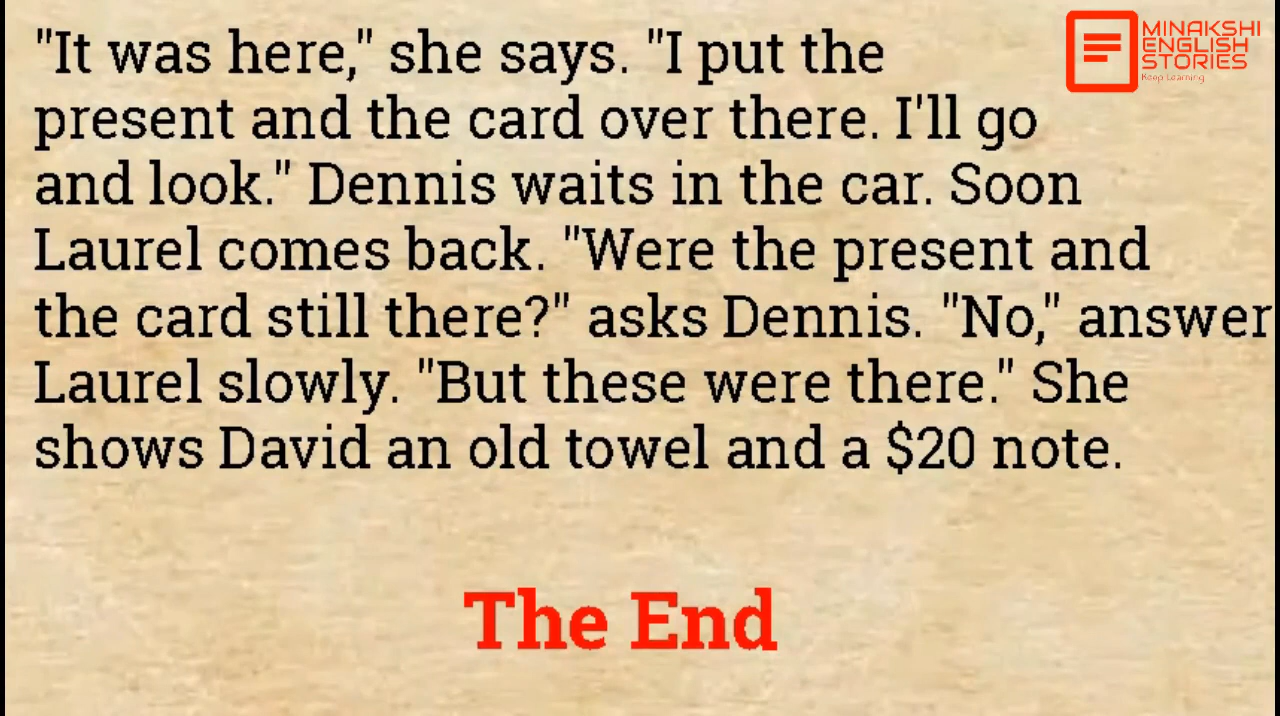 "It was here," she says. "I put the
present and the card over there. I'll go
and look." Dennis waits in the car. Soon
Laurel comes back. "Were the present and
the card still there?" asks Dennis. "No," answer
Laurel slowly. "But these were there." She
shows David an old towel and a $20 note.
The End
MINAKSHI
ENGLISH
STORIES
Keep Learning